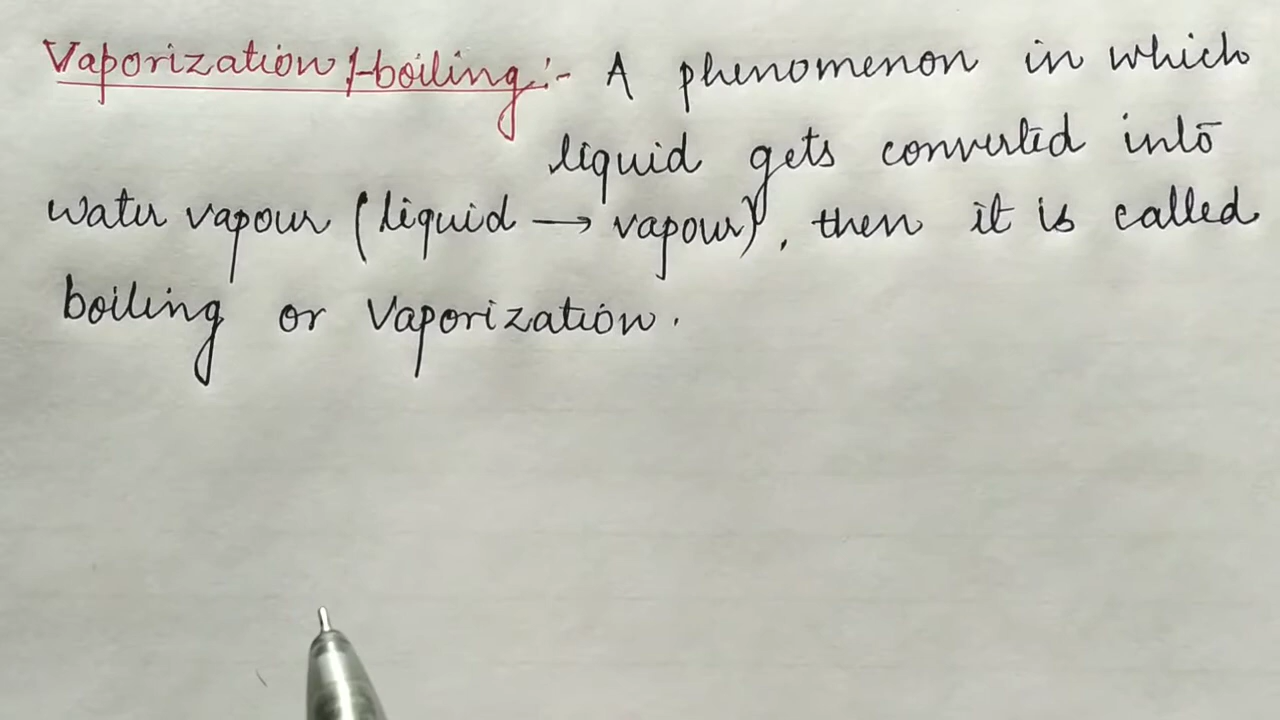 Vaporization/boiling:- A phenomenon in which
liquid gets converted into
water vapour (liquid → vapour), then it is called
boiling or Vaporization.